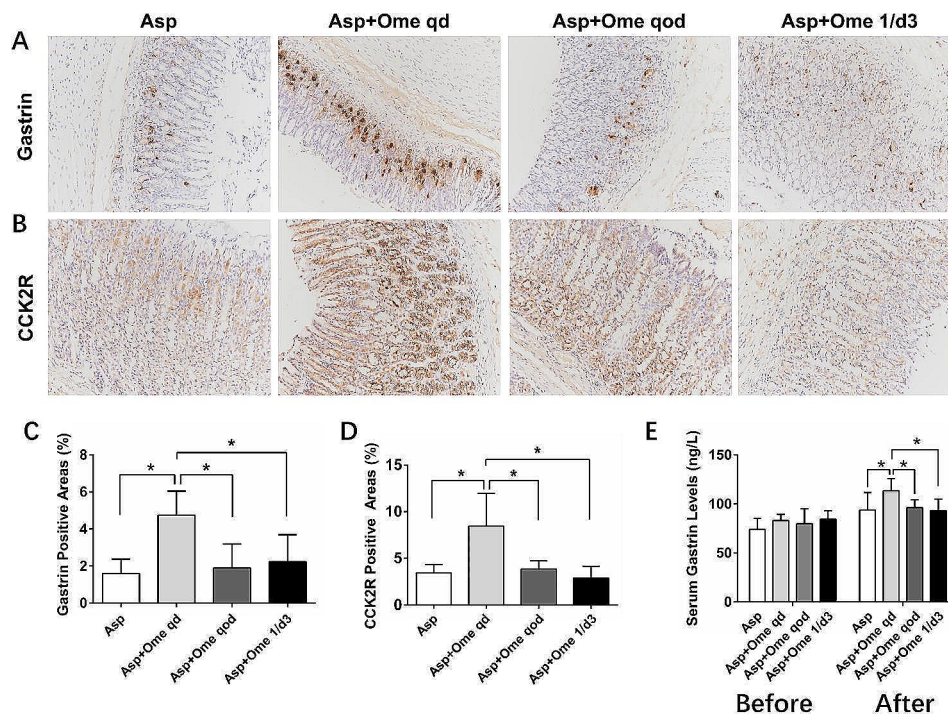 Asp Asp+Ome qd Asp+Ome qod Asp+Ome 1/d3
A
Gastrin
B
CCK2R
C
Gastrin Positive Areas (%)
8
6
4
2
0
* * *
Asp Asp+Ome qd Asp+Ome qod Asp+Ome 1/d3
D
CCK2R Positive Areas (%)
15
10
5
0
* * *
Asp Asp+Ome qd Asp+Ome qod Asp+Ome 1/d3
E
Serum Gastrin Levels (ng/L)
150
100
50
0
* * *
Asp Asp+Ome qd Asp+Ome qod Asp+Ome 1/d3 Asp Asp+Ome qd Asp+Ome qod Asp+Ome 1/d3
Before After